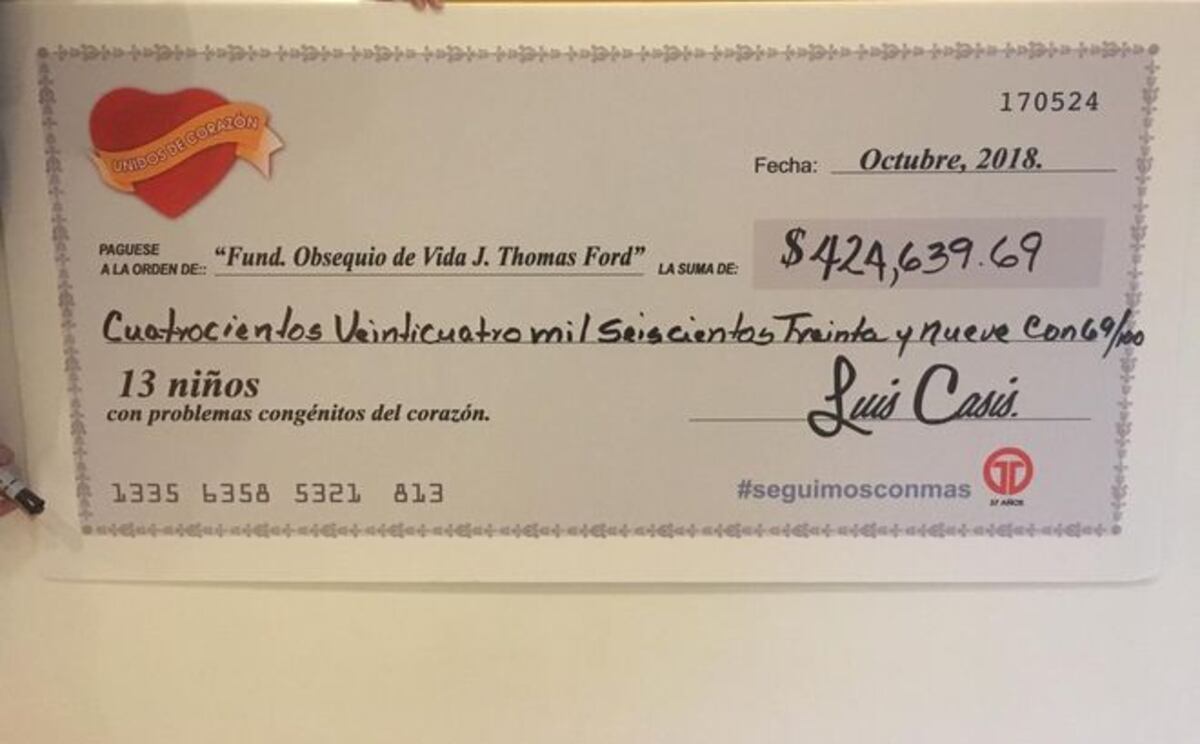 UNIDOS DE CORAZÓN
170524
Fecha: Octubre, 2018.
PAGUESE
A LA ORDEN DE:: “Fund. Obsequio de Vida J. Thomas Ford” LA SUMA DE: $424,639.69
Cuatrocientos Veinticuatro mil Seiscientos Treinta y nueve Con 69/100
13 niños
con problemas congénitos del corazón.
Luis Casis.
1335 6358 5321 813
#seguimosconmas
37 AÑOS